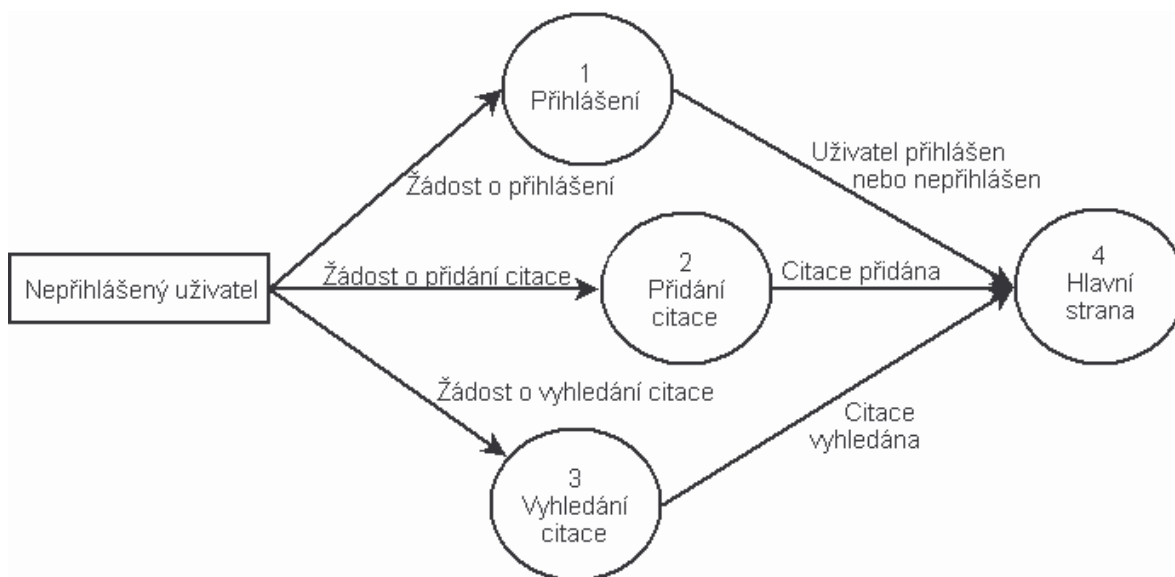 1
Přihlášení
Uživatel přihlášen
nebo nepřihlášen
Žádost o přihlášení
Nepřihlášený uživatel
Žádost o přidání citace
2
Přidání
citace
Citace přidána
4
Hlavní
strana
Žádost o vyhledání citace
Citace
vyhledána
3
Vyhledání
citace